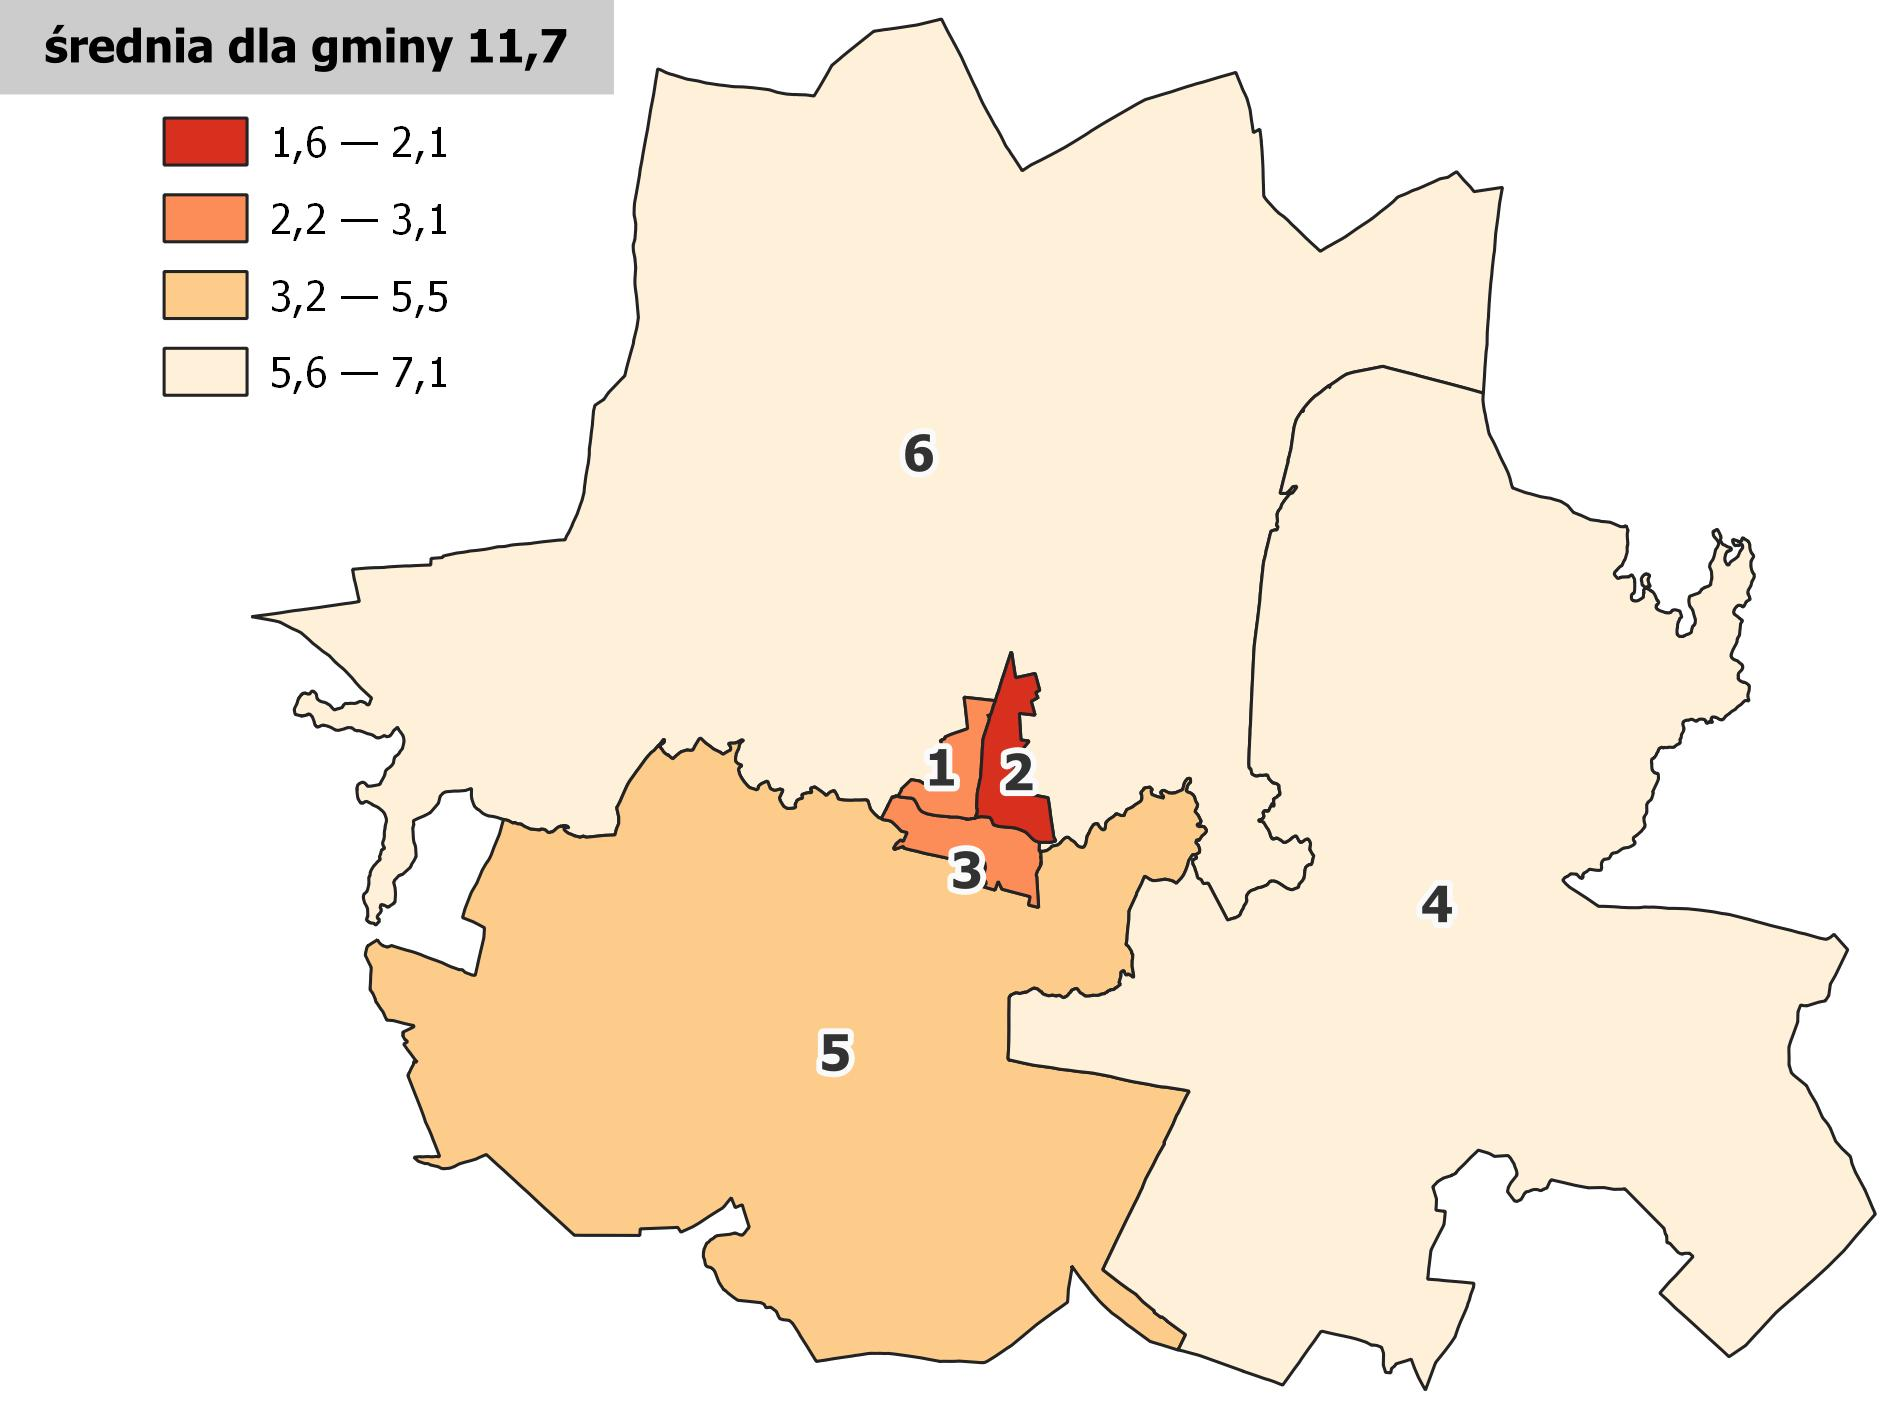 średnia dla gminy 11,7
1,6 — 2,1
2,2 — 3,1
3,2 — 5,5
5,6 — 7,1
6
1
2
3
4
5